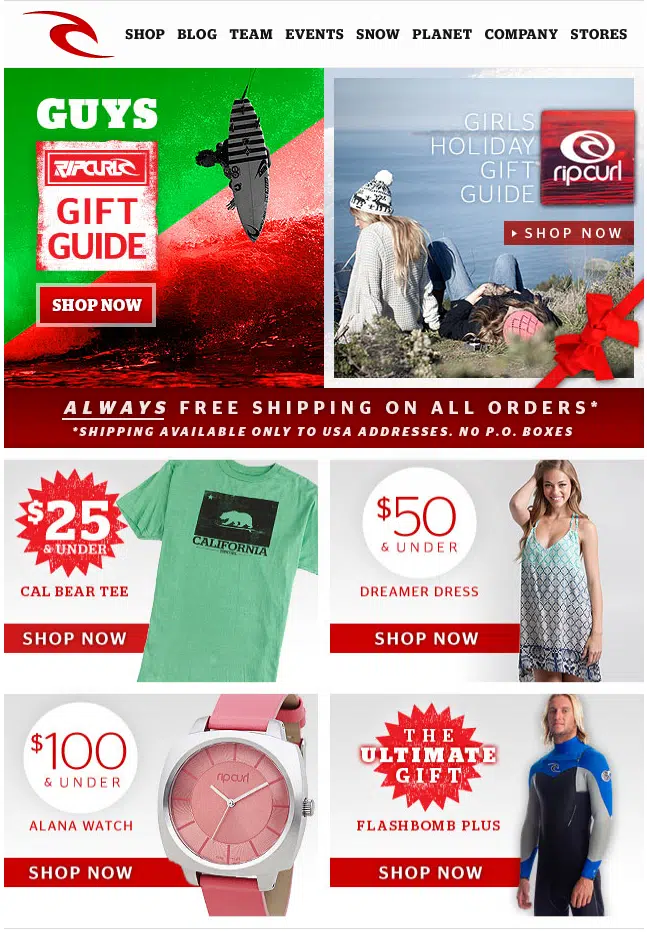 SHOP BLOG TEAM EVENTS SNOW PLANET COMPANY STORES
GUYS
RIPCURL
GIFT
GUIDE
SHOP NOW
GIRLS
HOLIDAY
GIFT
GUIDE
rip curl
SHOP NOW
ALWAYS FREE SHIPPING ON ALL ORDERS*
*SHIPPING AVAILABLE ONLY TO USA ADDRESSES. NO P.O. BOXES
$25
& UNDER
CAL BEAR TEE
SHOP NOW
CALIFORNIA
$50
& UNDER
DREAMER DRESS
SHOP NOW
$100
& UNDER
ALANA WATCH
SHOP NOW
rip curl
THE
ULTIMATE
GIFT
FLASHBOMB PLUS
SHOP NOW